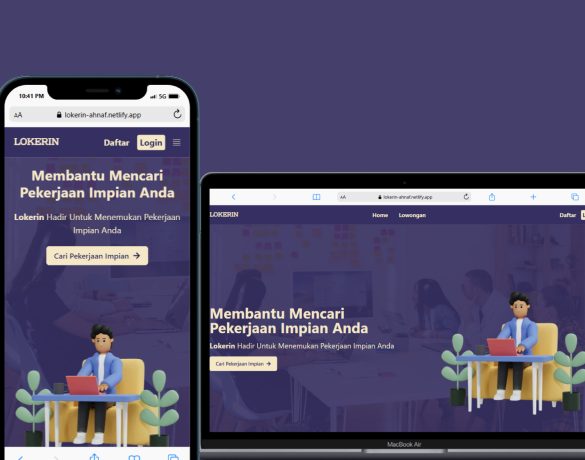 10:41 PM
5G
AA
lokerin-ahnaf.netlify.app
LOKERIN
Daftar
Login
Membantu Mencari
Pekerjaan Impian Anda
Lokerin Hadir Untuk Menemukan Pekerjaan
Impian Anda
Cari Pekerjaan Impian →
AA
lokerin-ahnaf.netlify.app
LOKERIN
Home
Lowongan
Daftar
Membantu Mencari
Pekerjaan Impian Anda
Lokerin Hadir Untuk Menemukan Pekerjaan Impian Anda
Cari Pekerjaan Impian →
MacBook Air